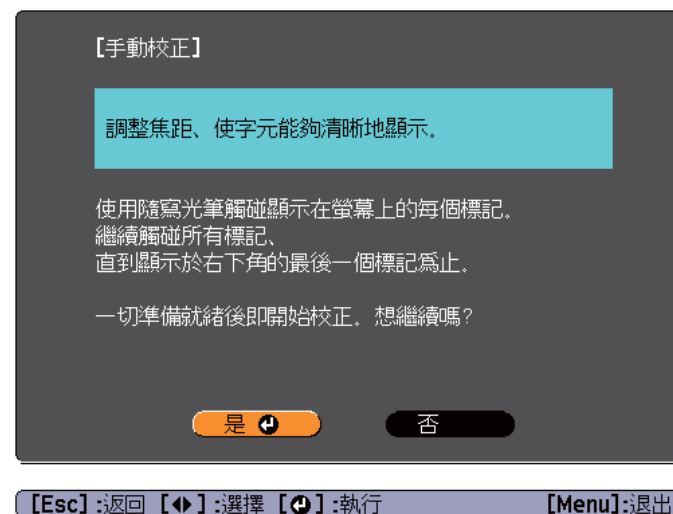 [手動校正]
調整焦距、使字元能夠清晰地顯示.
使用隨寫光筆觸碰顯示在螢幕上的每個標記.
繼續觸碰所有標記、
直到顯示於右下角的最後一個標記爲止.
一切準備就緒後即開始校正. 想繼續嗎?
是 否
[Esc]:返回 [◆]:選擇 [↵]:執行 [Menu]:退出